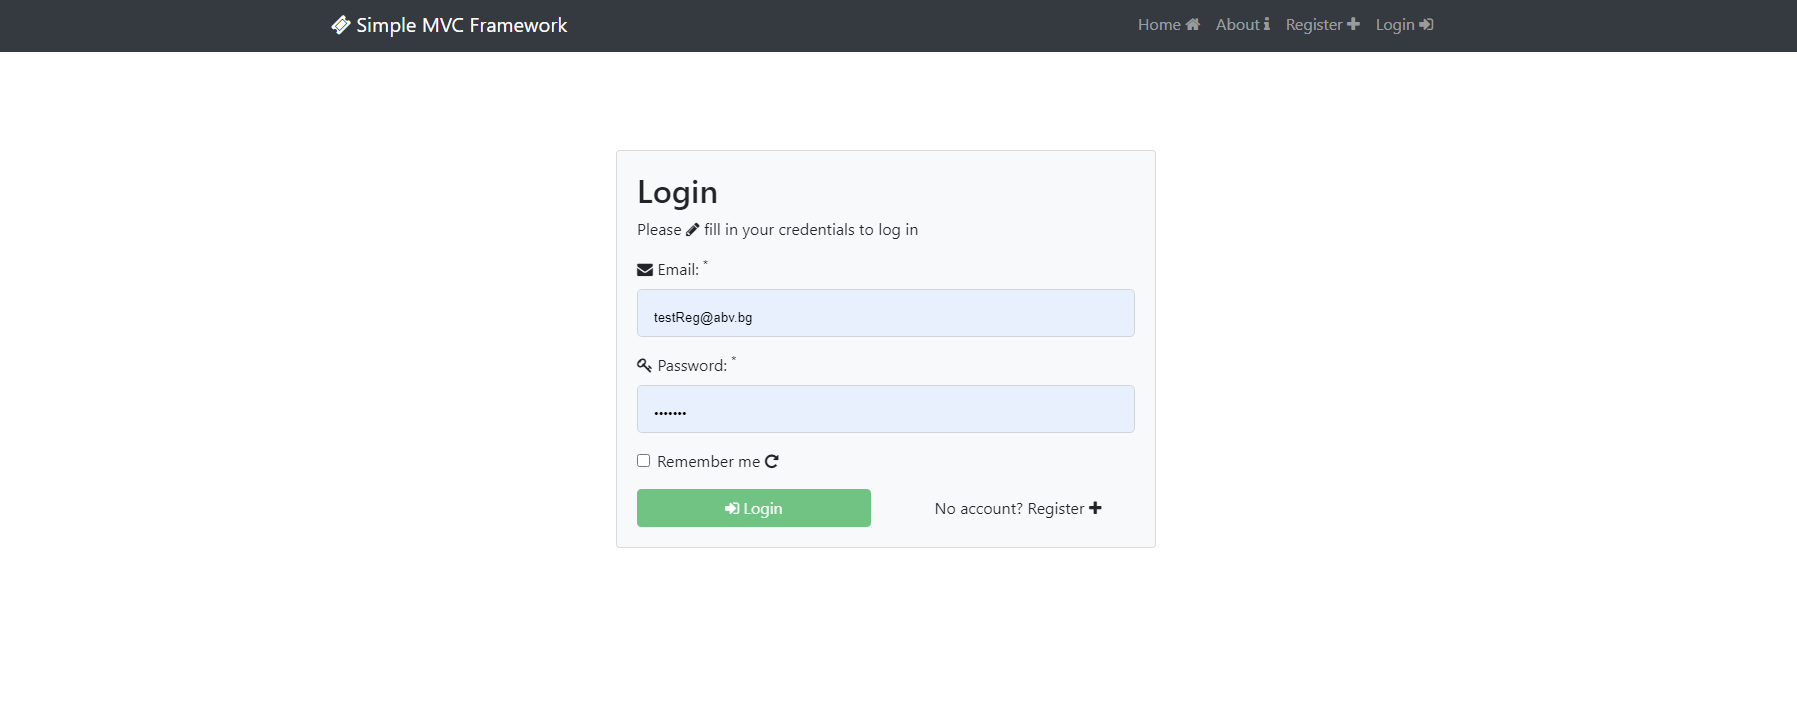 Simple MVC Framework
Home About Register Login
Login
Please fill in your credentials to log in
Email: *
testReg@abv.bg
Password: *
•••••••
Remember me
Login
No account? Register